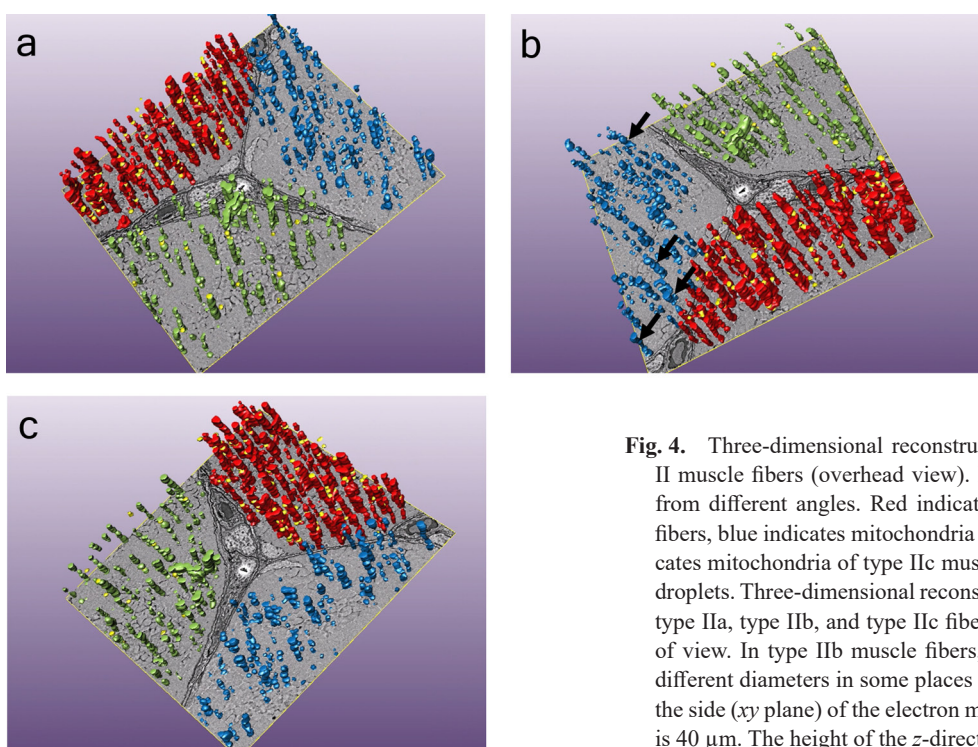 a
b
c
Fig. 4. Three-dimensional reconstru
II muscle fibers (overhead view).
from different angles. Red indicat
fibers, blue indicates mitochondria
cates mitochondria of type IIc mus
droplets. Three-dimensional recons
type IIa, type IIb, and type IIc fibe
of view. In type IIb muscle fibers
different diameters in some places
the side (xy plane) of the electron m
is 40 μm. The height of the z-direct